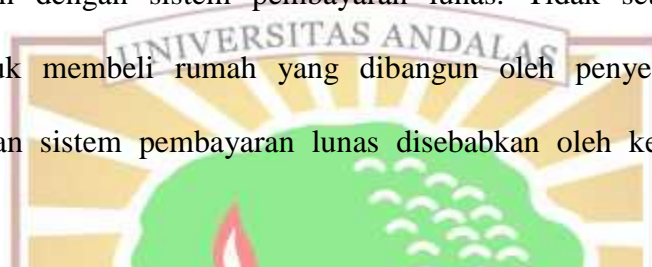 dengan sistem pembayaran lunas. Tidak
UNIVERSITAS ANDALAS
membeli rumah yang dibangun oleh
sistem pembayaran lunas disebabkan oleh